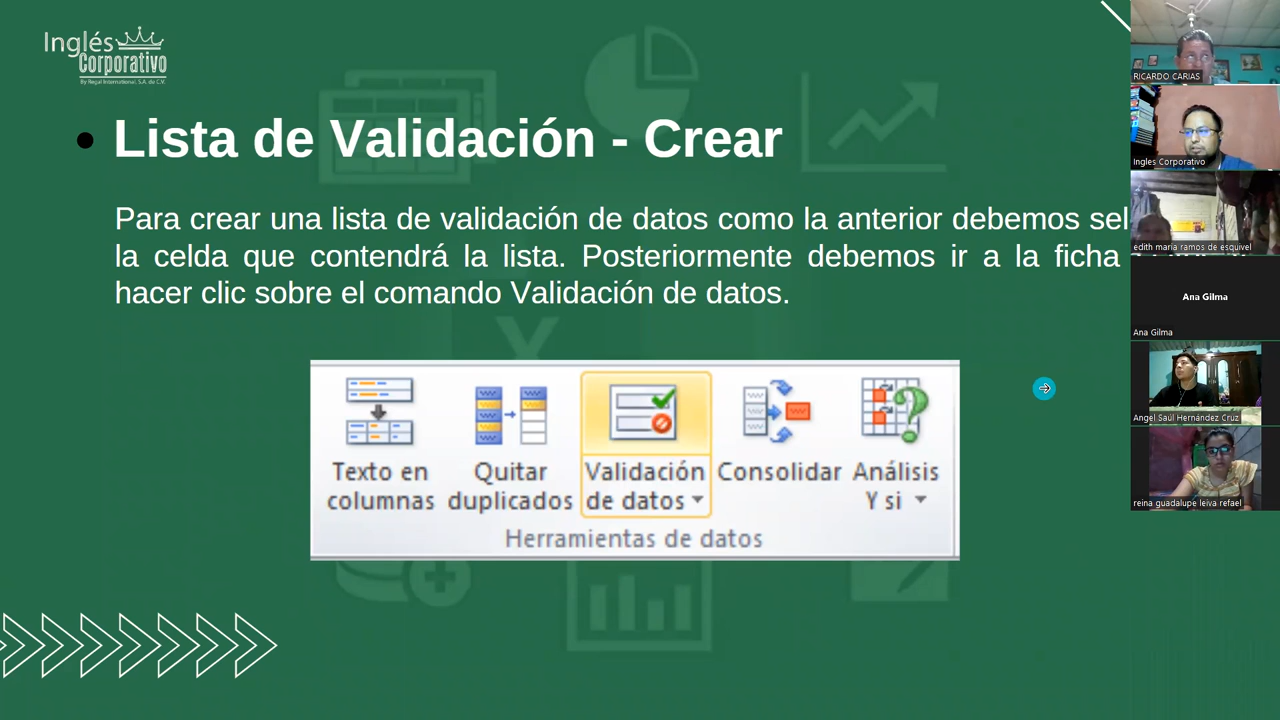 Inglés
Corporativo
By Regal International, S.A. de C.V.
Lista de Validación - Crear
Para crear una lista de validación de datos como la anterior debemos sel
la celda que contendrá la lista. Posteriormente debemos ir a la ficha
hacer clic sobre el comando Validación de datos.
Texto en
columnas
Quitar
duplicados
Validación
de datos
Consolidar
Análisis
Y si
Herramientas de datos
RICARDO CARIAS
Ingles Corporativo
edith maria ramos de esquivel
Ana Gilma
Ana Gilma
Angel Saúl Hernández Cruz
reina guadalupe leiva refael